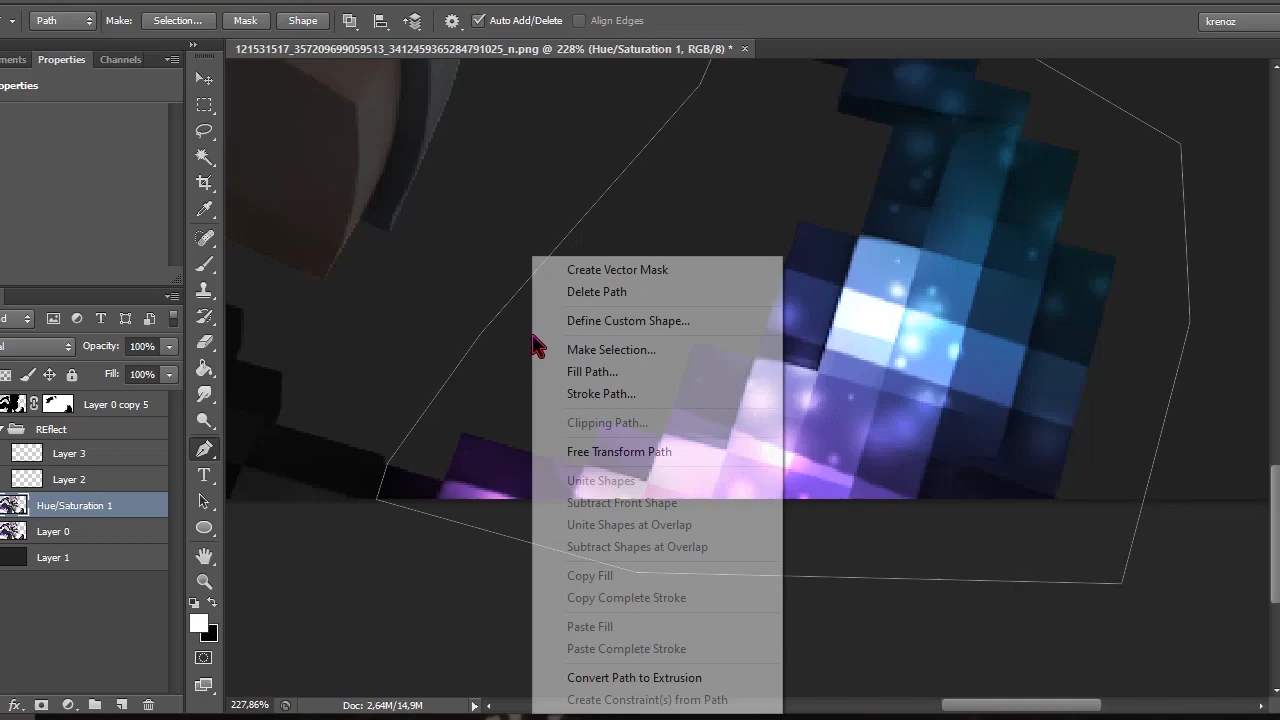 Path
Make:
Selection...
Mask
Shape
Auto Add/Delete
Align Edges
krenoz
Properties
Channels
121531517_357209699059513_3412459365284791025_n.png @ 228% (Hue/Saturation 1, RGB/8) *
Opacity: 100%
Fill: 100%
Layer 0 copy 5
REflect
Layer 3
Layer 2
Hue/Saturation 1
Layer 0
Layer 1
Create Vector Mask
Delete Path
Define Custom Shape...
Make Selection...
Fill Path...
Stroke Path...
Clipping Path...
Free Transform Path
Unite Shapes
Subtract Front Shape
Unite Shapes at Overlap
Subtract Shapes at Overlap
Copy Fill
Copy Complete Stroke
Paste Fill
Paste Complete Stroke
Convert Path to Extrusion
Create Constraint(s) from Path
227,86%
Doc: 2,64M/14,9M